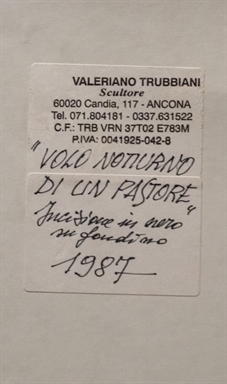 VALERIANO TRUBBIANI
Scultore
60020 Candia, 117 - ANCONA
Tel. 071.804181 - 0337.631522
C.F.: TRB VRN 37T02 E783M
P.IVA: 0041925-042-8
"VOLO NOTTURNO
DI UN PASTORE"
Incisione in nero
su fondino
1987